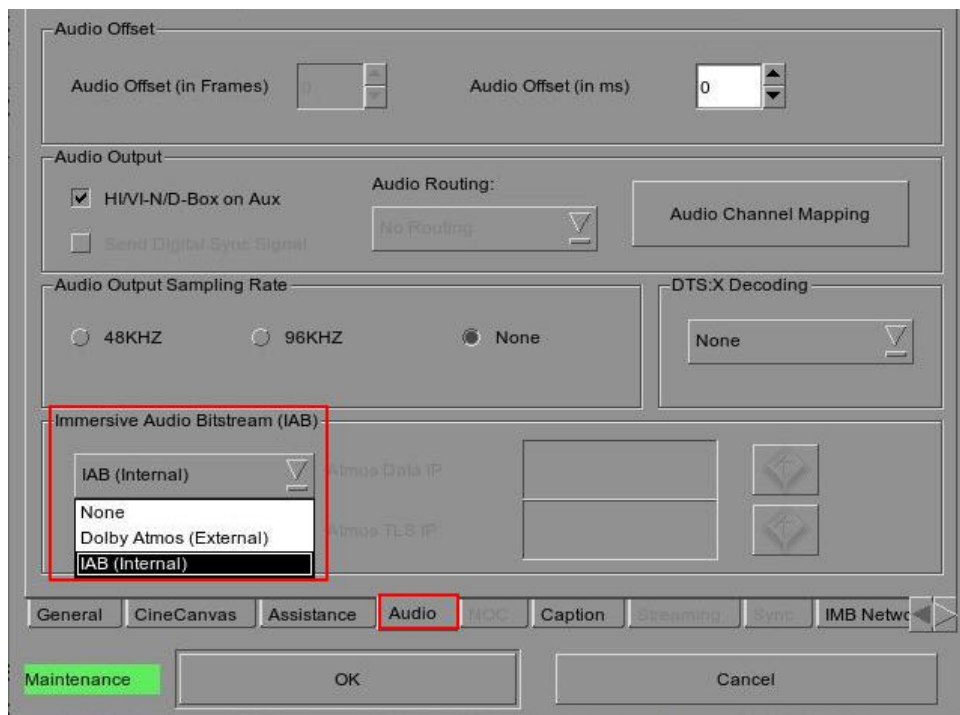 Audio Offset
Audio Offset (in Frames) 0 Audio Offset (in ms) 0
Audio Output
HI/VI-N/D-Box on Aux
Audio Routing:
Audio Channel Mapping
Send Digital Sync Signal
No Routing
Audio Output Sampling Rate
48KHZ 96KHZ None
DTS:X Decoding
None
Immersive Audio Bitstream (IAB)
IAB (Internal)
None
Dolby Atmos (External)
IAB (Internal)
Atmos Data IP
Atmos TLS IP
General CineCanvas Assistance Audio NOC Caption Streaming Sync IMB Netwo
Maintenance OK Cancel